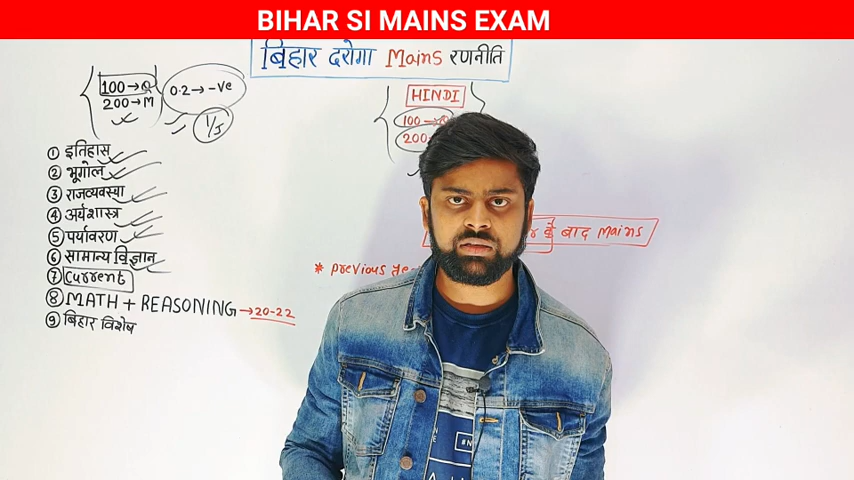 BIHAR SI MAINS EXAM
बिहार दरोगा Mains रणनीति
100→Q
200→M
0.2→-ve
1/5
HINDI
100→
200
① इतिहास
② भूगोल
③ राजव्यवस्था
④ अर्थशास्त्र
⑤ पर्यावरण
⑥ सामान्य विज्ञान
⑦ Current
⑧ MATH + REASONING →20-22
⑨ बिहार विशेष
के बाद Mains
* previous